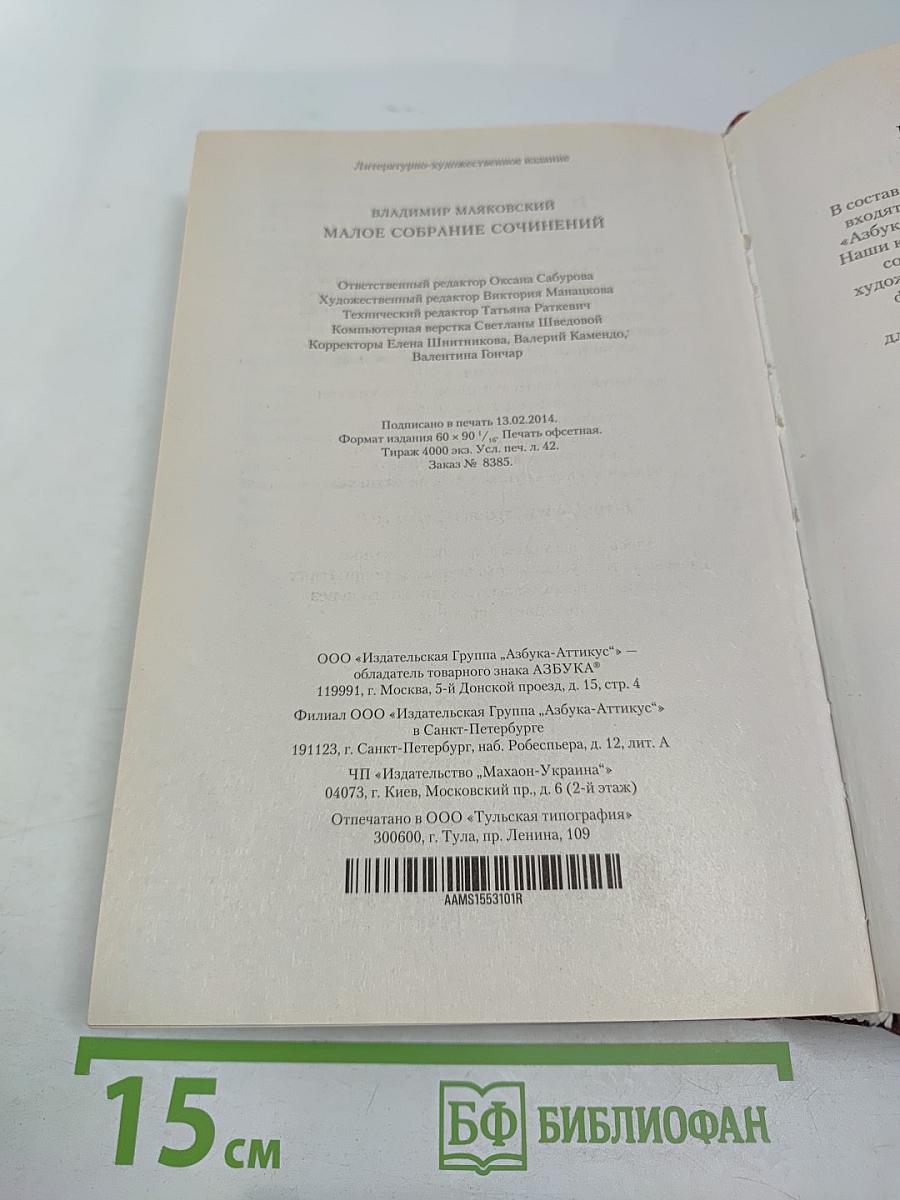 Литературно-художественное издание
ВЛАДИМИР МАЯКОВСКИЙ
МАЛОЕ СОБРАНИЕ СОЧИНЕНИЙ
Ответственный редактор Оксана Сабурова
Художественный редактор Виктория Манацкова
Технический редактор Татьяна Раткевич
Компьютерная верстка Светланы Шведовой
Корректоры Елена Шнитникова, Валерий Камендо,
Валентина Гончар
Подписано в печать 13.02.2014.
Формат издания 60 × 90 1/16. Печать офсетная.
Тираж 4000 экз. Усл. печ. л. 42.
Заказ № 8385.
ООО «Издательская Группа „Азбука-Аттикус“» —
обладатель товарного знака АЗБУКА®
119991, г. Москва, 5-й Донской проезд, д. 15, стр. 4
Филиал ООО «Издательская Группа „Азбука-Аттикус“»
в Санкт-Петербурге
191123, г. Санкт-Петербург, наб. Робеспьера, д. 12, лит. А
ЧП «Издательство „Махаон-Украина“»
04073, г. Киев, Московский пр., д. 6 (2-й этаж)
Отпечатано в ООО «Тульская типография»
300600, г. Тула, пр. Ленина, 109
AAMS1553101R
В состав
входят
«Азбук
Наши к
со
худож
дл
15 см
БФ БИБЛИОФАН